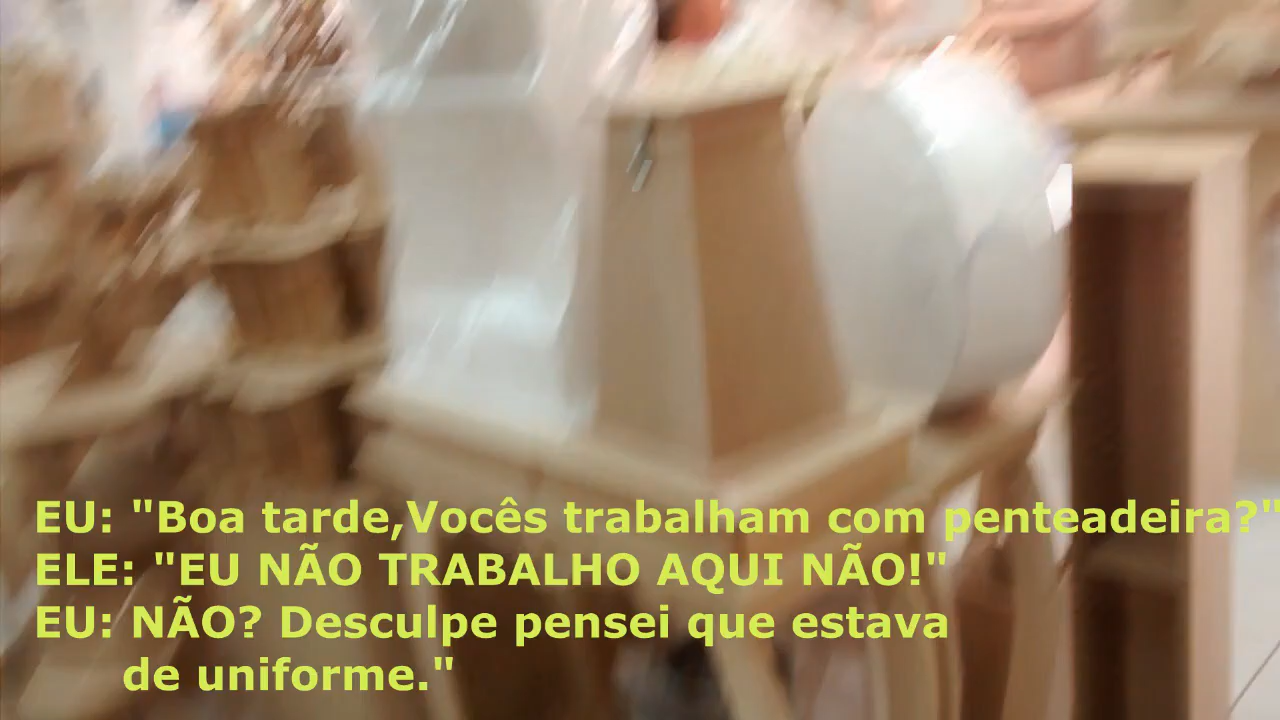 EU: "Boa tarde,Vocês trabalham com penteadeira?"
ELE: "EU NÃO TRABALHO AQUI NÃO!"
EU: NÃO? Desculpe pensei que estava
de uniforme."